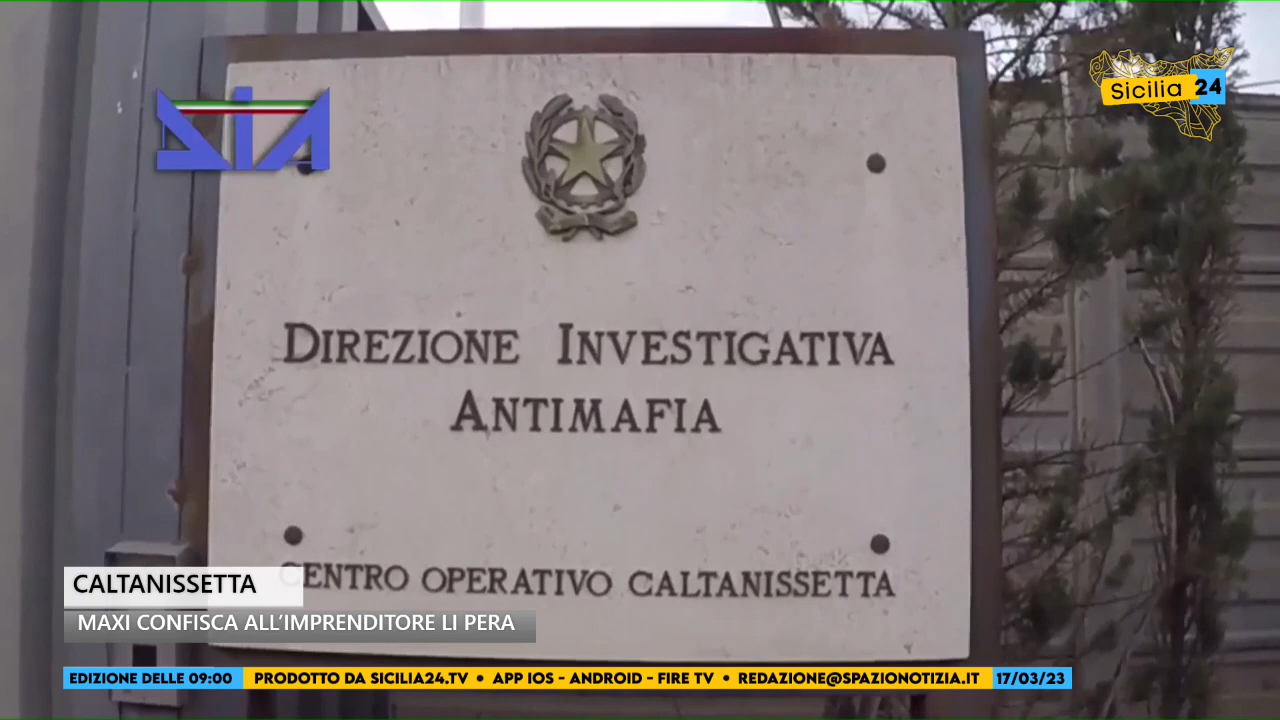 DIA
Sicilia 24
DIREZIONE INVESTIGATIVA
ANTIMAFIA
CENTRO OPERATIVO CALTANISSETTA
CALTANISSETTA
MAXI CONFISCA ALL'IMPRENDITORE LI PERA
EDIZIONE DELLE 09:00 PRODOTTO DA SICILIA24.TV • APP IOS - ANDROID - FIRE TV • REDAZIONE@SPAZIONOTIZIA.IT 17/03/23